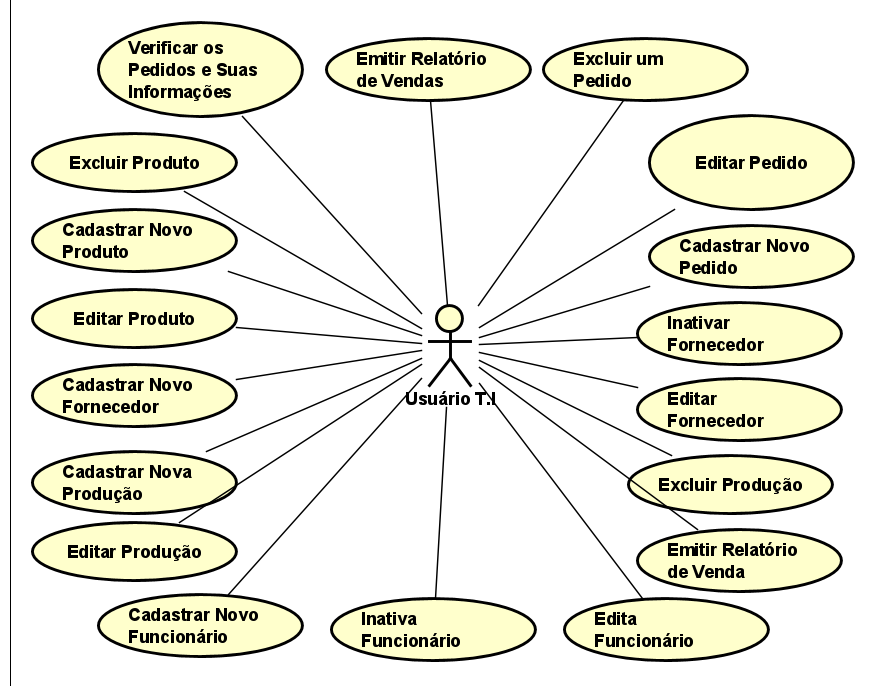 Verificar os
Pedidos e Suas
Informações
Emitir Relatório
de Vendas
Excluir um
Pedido
Excluir Produto
Editar Pedido
Cadastrar Novo
Produto
Cadastrar Novo
Pedido
Editar Produto
Inativar
Fornecedor
Cadastrar Novo
Fornecedor
Usuário T.I
Editar
Fornecedor
Cadastrar Nova
Produção
Excluir Produção
Editar Produção
Emitir Relatório
de Venda
Cadastrar Novo
Funcionário
Inativa
Funcionário
Edita
Funcionário